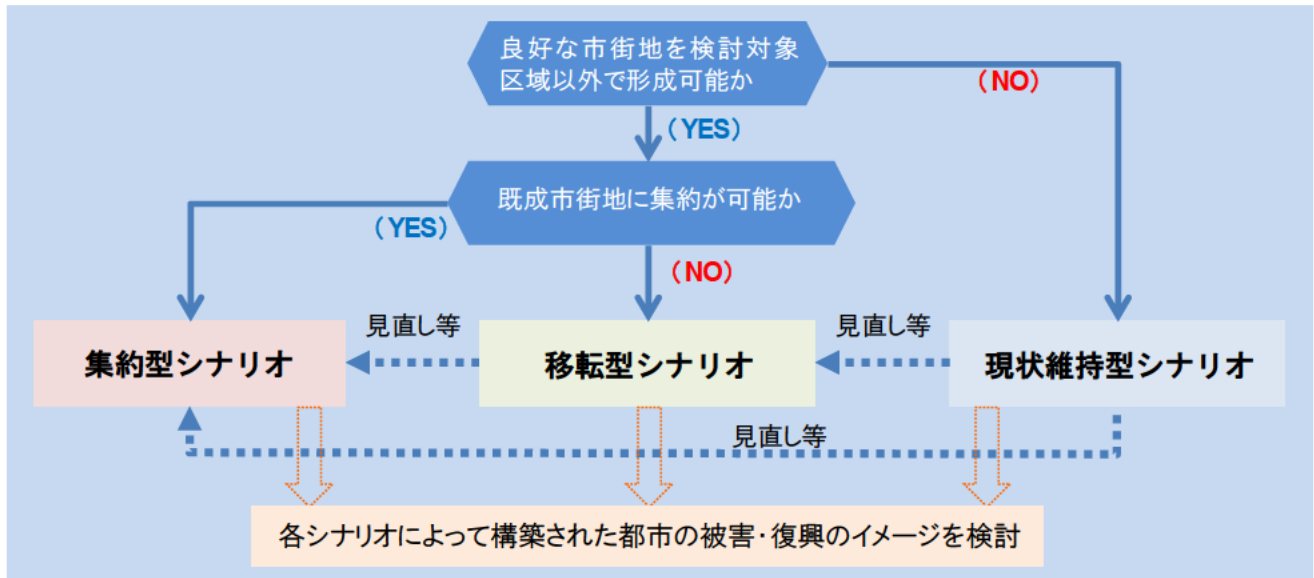 良好な市街地を検討対象
区域以外で形成可能か
(NO)
(YES)
既成市街地に集約が可能か
(YES)
(NO)
見直し等
見直し等
集約型シナリオ
移転型シナリオ
現状維持型シナリオ
見直し等
各シナリオによって構築された都市の被害・復興のイメージを検討